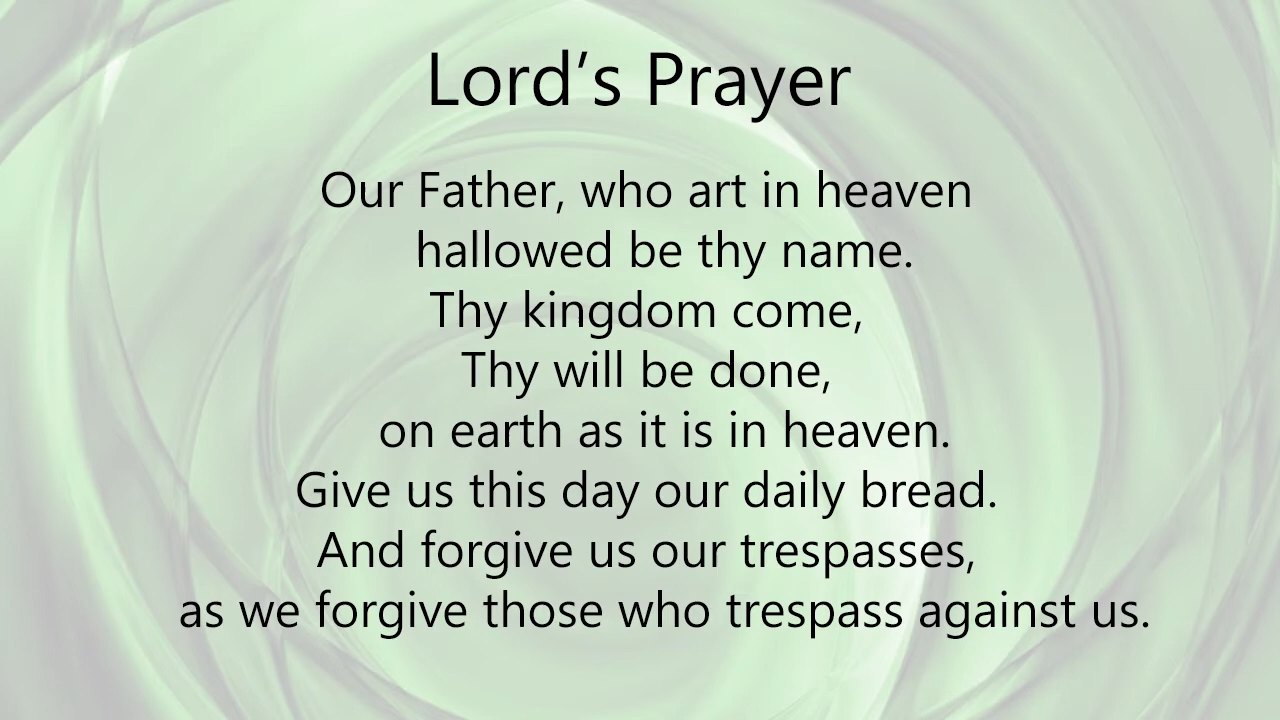 Lord’s Prayer
Our Father, who art in heaven
hallowed be thy name.
Thy kingdom come,
Thy will be done,
on earth as it is in heaven.
Give us this day our daily bread.
And forgive us our trespasses,
as we forgive those who trespass against us.